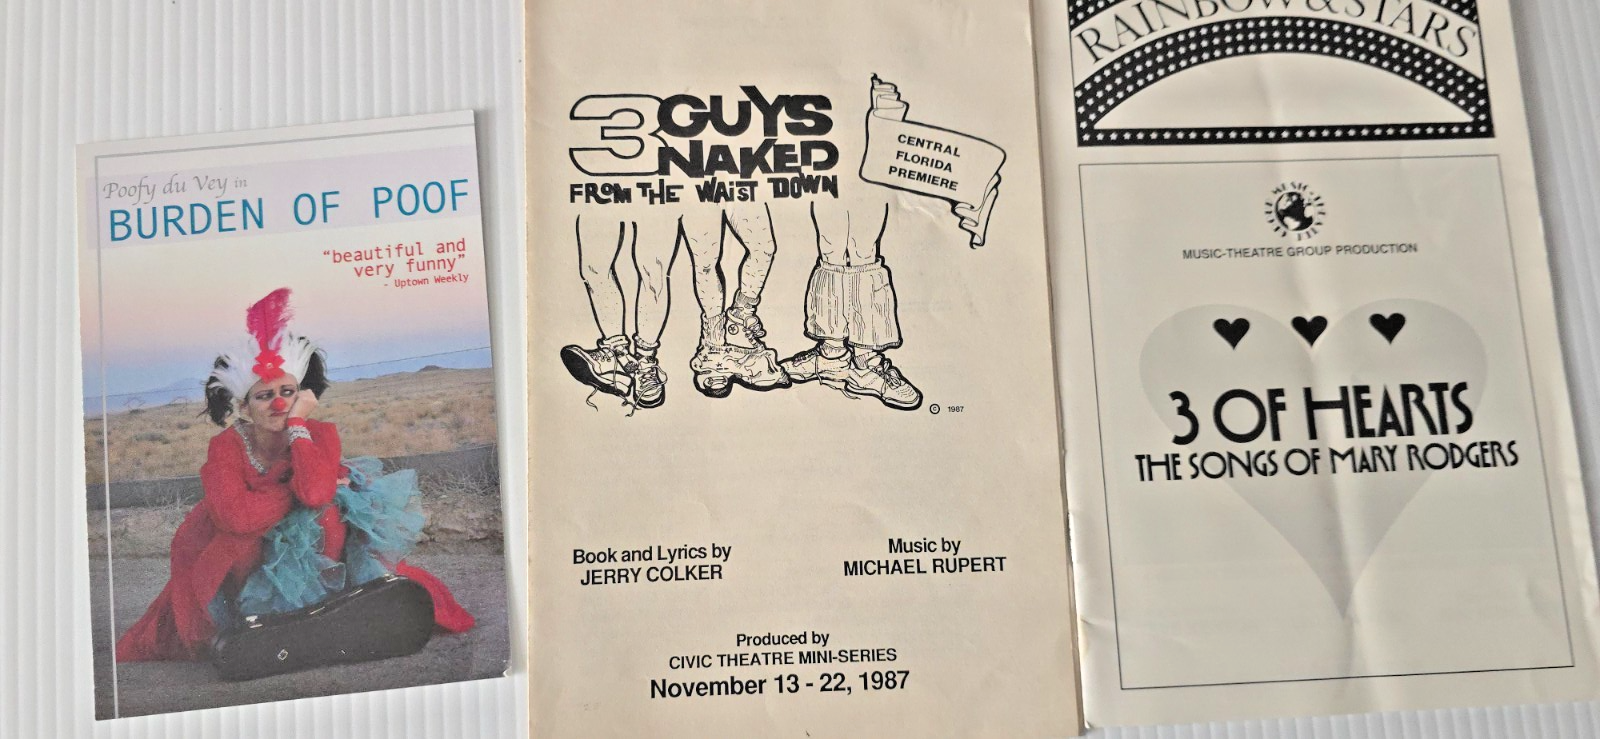 Poofy du Vey in
BURDEN OF POOF
“beautiful and
very funny”
- Uptown Weekly
3 GUYS
NAKED
FROM THE WAIST DOWN
CENTRAL
FLORIDA
PREMIERE
© 1987
Book and Lyrics by
JERRY COLKER
Music by
MICHAEL RUPERT
Produced by
CIVIC THEATRE MINI-SERIES
November 13 - 22, 1987
RAINBOW & STARS
MUSIC-THEATRE GROUP PRODUCTION
3 OF HEARTS
THE SONGS OF MARY RODGERS